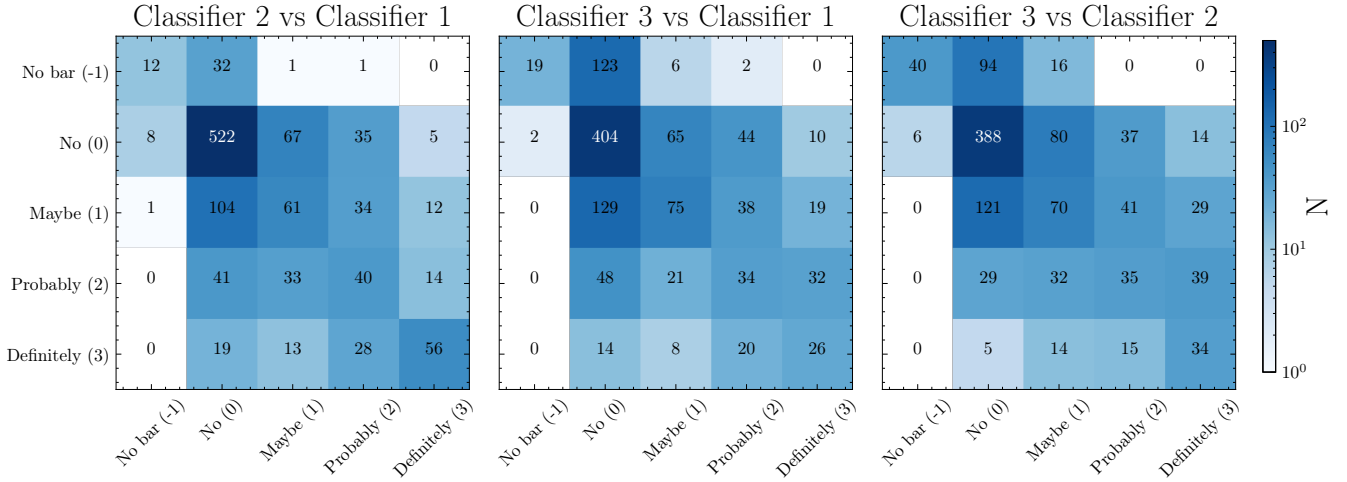 Classifier 2 vs Classifier 1 Classifier 3 vs Classifier 1 Classifier 3 vs Classifier 2
No bar (-1) 12 32 1 1 0 19 123 6 2 0 40 94 16 0 0
No (0) 8 522 67 35 5 2 404 65 44 10 6 388 80 37 14
10²
Maybe (1) 1 104 61 34 12 0 129 75 38 19 0 121 70 41 29
N
10¹
Probably (2) 0 41 33 40 14 0 48 21 34 32 0 29 32 35 39
Definitely (3) 0 19 13 28 56 0 14 8 20 26 0 5 14 15 34
10⁰
No bar (-1) No (0) Maybe (1) Probably (2) Definitely (3) No bar (-1) No (0) Maybe (1) Probably (2) Definitely (3) No bar (-1) No (0) Maybe (1) Probably (2) Definitely (3)